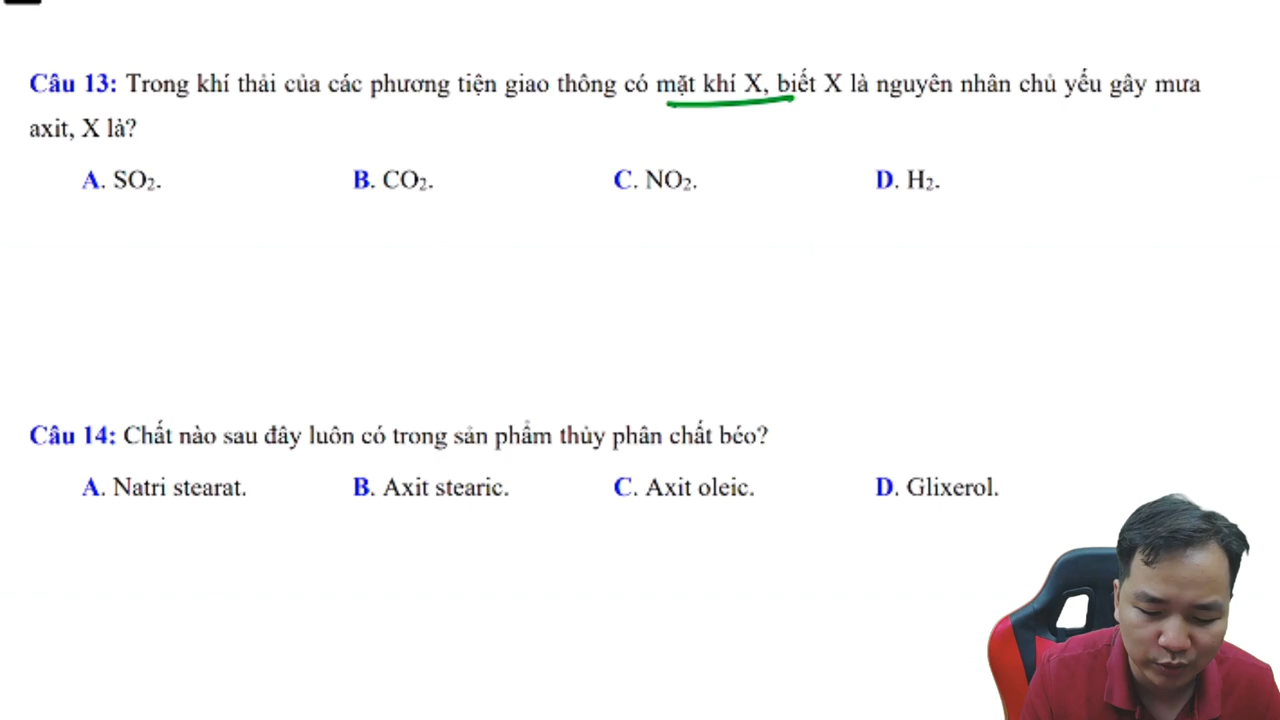 Câu 13: Trong khí thải của các phương tiện giao thông có mặt khí X, biết X là nguyên nhân chủ yếu gây mưa
axit, X là?
A. SO₂. B. CO₂. C. NO₂. D. H₂.
Câu 14: Chất nào sau đây luôn có trong sản phẩm thủy phân chất béo?
A. Natri stearat. B. Axit stearic. C. Axit oleic. D. Glixerol.